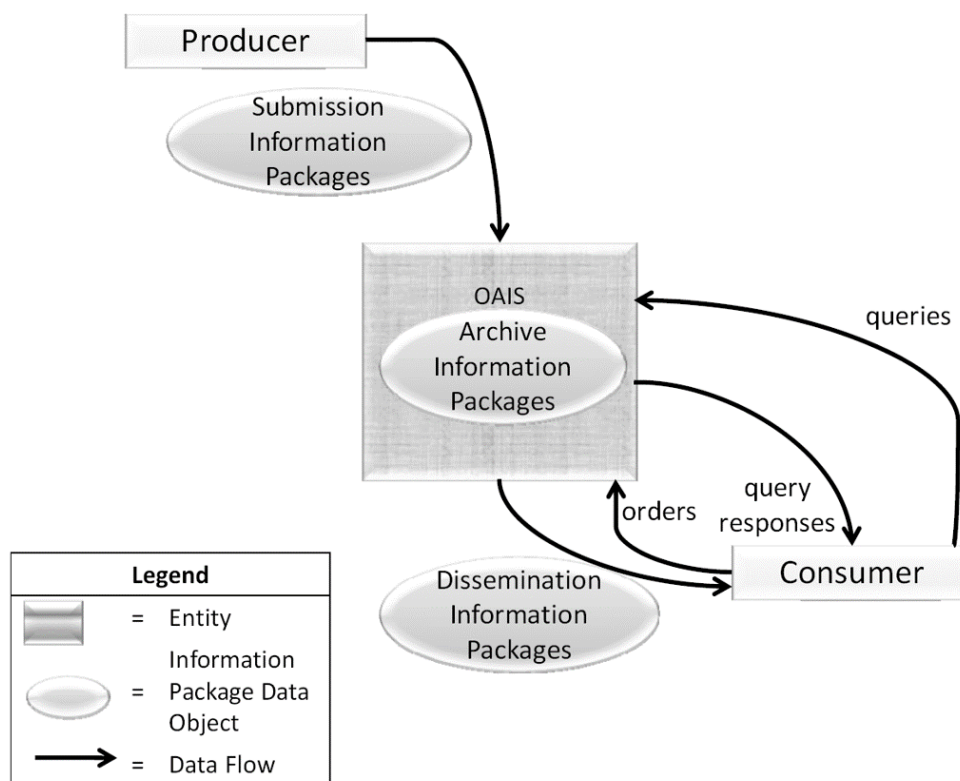 Producer
Submission
Information
Packages
OAIS
Archive
Information
Packages
queries
query
responses
orders
Consumer
Dissemination
Information
Packages
Legend
= Entity
Information
= Package Data
Object
= Data Flow